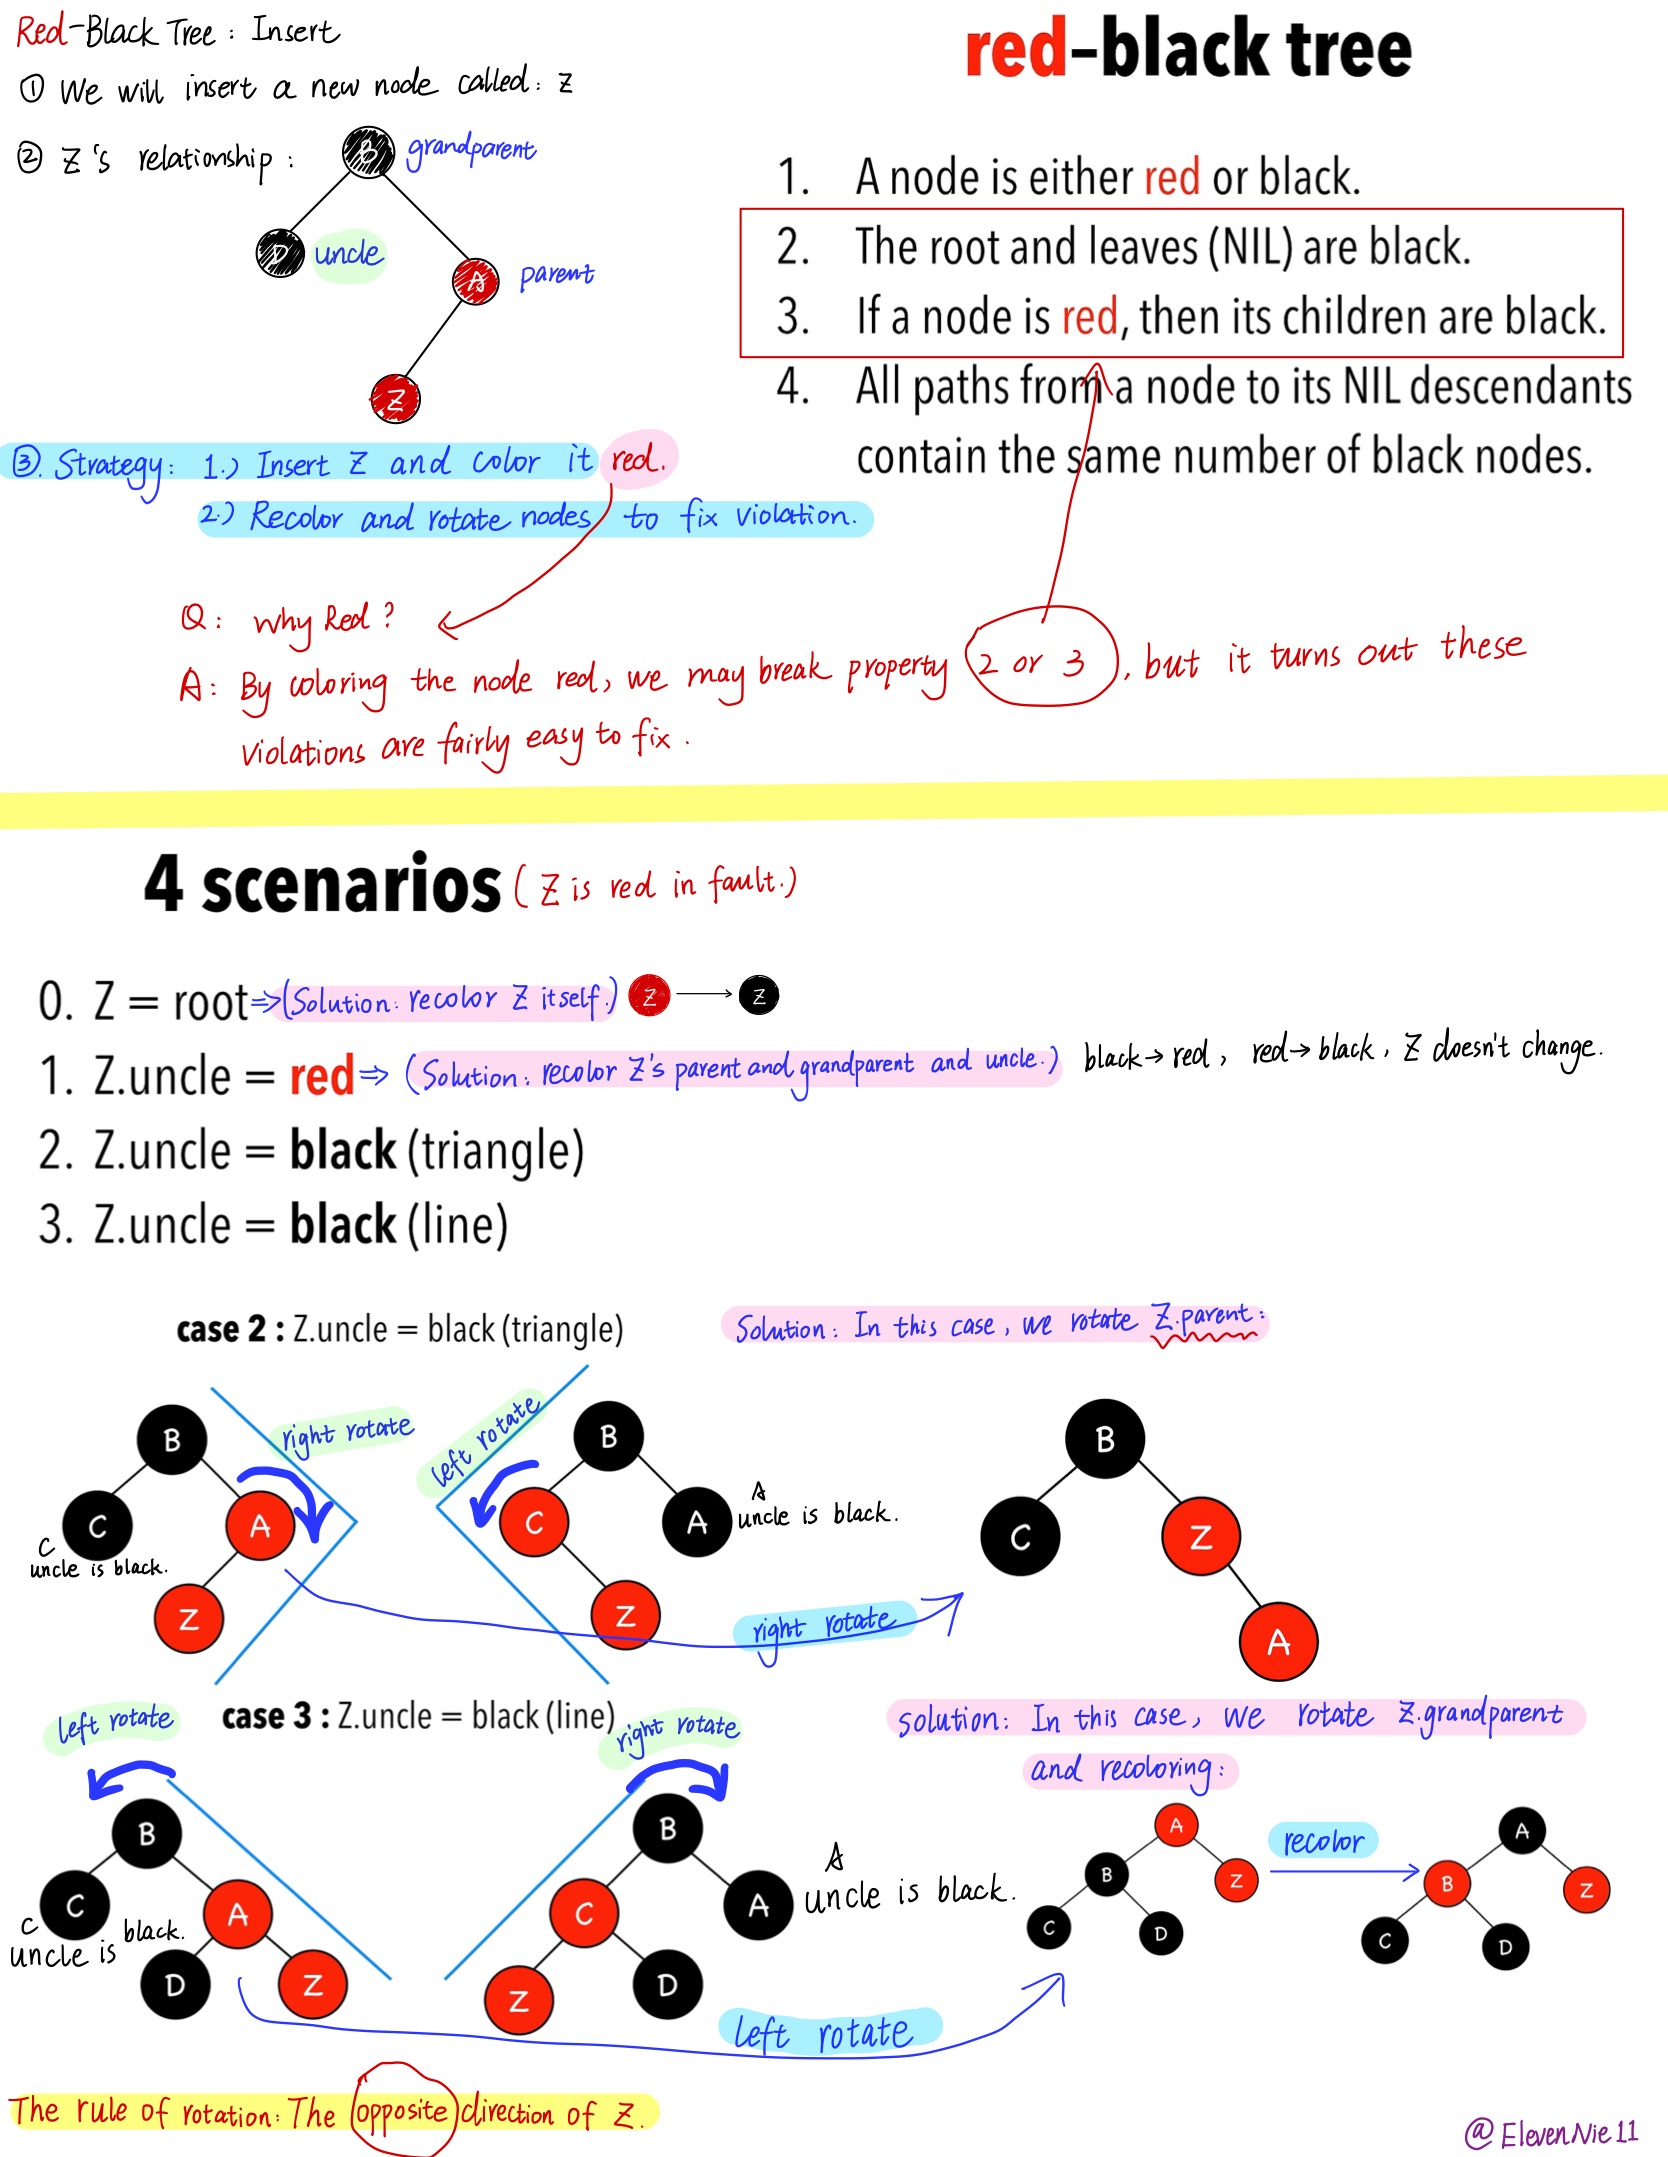 Red-Black Tree: Insert
① We will insert a new node called: Z
② Z's relationship:
B grandparent
D uncle
A parent
Z
③. Strategy: 1.) Insert Z and color it red.
2.) Recolor and rotate nodes to fix violation.
Q: why Red?
A: By coloring the node red, we may break property 2 or 3, but it turns out these
violations are fairly easy to fix.
red-black tree
1. A node is either red or black.
2. The root and leaves (NIL) are black.
3. If a node is red, then its children are black.
4. All paths from a node to its NIL descendants
contain the same number of black nodes.
4 scenarios (Z is red in fault.)
0. Z = root ⇒ (Solution: recolor Z itself.) Z → Z
1. Z.uncle = red ⇒ (Solution: recolor Z's parent and grandparent and uncle.) black→red, red→black, Z doesn't change.
2. Z.uncle = black (triangle)
3. Z.uncle = black (line)
case 2 : Z.uncle = black (triangle)
Solution: In this case, we rotate Z.parent:
right rotate
left rotate
B
C
A
Z
C
uncle is black.
B
C
A
Z
A
uncle is black.
right rotate
B
C
Z
A
case 3 : Z.uncle = black (line)
solution: In this case, we rotate Z.grandparent
and recoloring:
left rotate
right rotate
B
C
A
D
Z
C
uncle is black.
B
C
A
Z
D
A
uncle is black.
left rotate
A
B
Z
C
D
recolor
A
B
Z
C
D
The rule of rotation: The opposite direction of Z.
@ElevenNie11